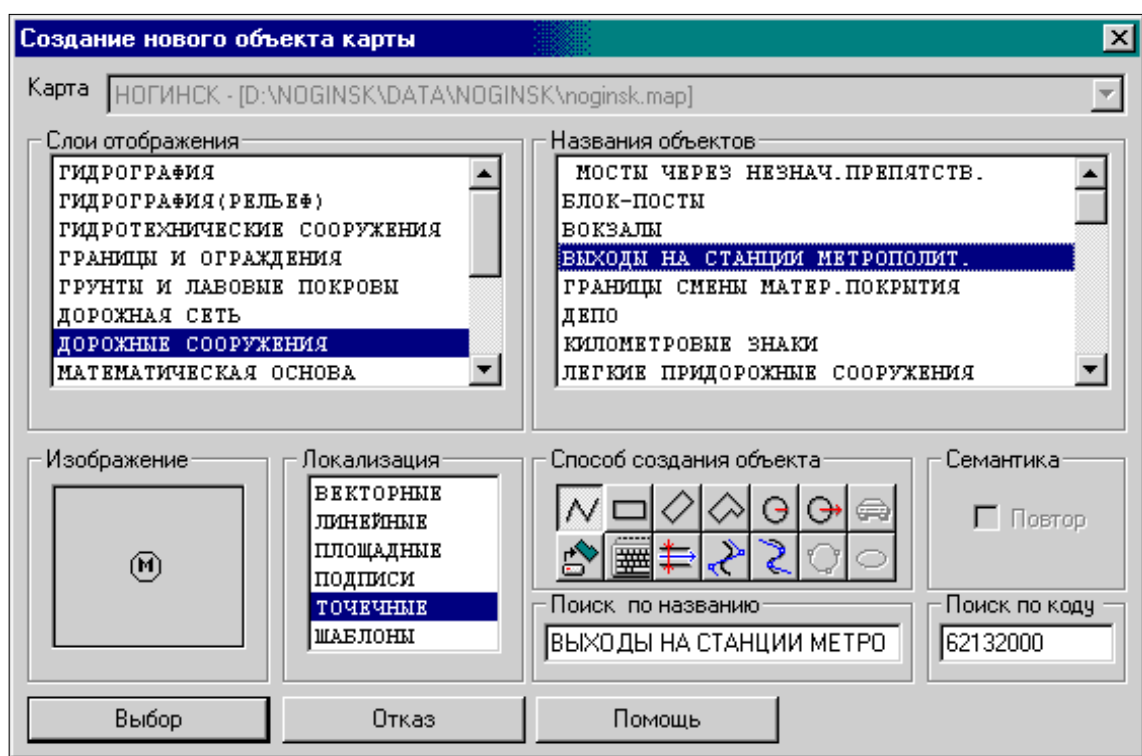 Создание нового объекта карты
Карта НОГИНСК - [D:\NOGINSK\DATA\NOGINSK\noginsk.map]
Слои отображения
ГИДРОГРАФИЯ
ГИДРОГРАФИЯ(РЕЛЬЕФ)
ГИДРОТЕХНИЧЕСКИЕ СООРУЖЕНИЯ
ГРАНИЦЫ И ОГРАЖДЕНИЯ
ГРУНТЫ И ЛАВОВЫЕ ПОКРОВЫ
ДОРОЖНАЯ СЕТЬ
ДОРОЖНЫЕ СООРУЖЕНИЯ
МАТЕМАТИЧЕСКАЯ ОСНОВА
Названия объектов
МОСТЫ ЧЕРЕЗ НЕЗНАЧ.ПРЕПЯТСТВ.
БЛОК-ПОСТЫ
ВОКЗАЛЫ
ВЫХОДЫ НА СТАНЦИИ МЕТРОПОЛИТ.
ГРАНИЦЫ СМЕНЫ МАТЕР.ПОКРЫТИЯ
ДЕПО
КИЛОМЕТРОВЫЕ ЗНАКИ
ЛЕГКИЕ ПРИДОРОЖНЫЕ СООРУЖЕНИЯ
Изображение
М
Локализация
ВЕКТОРНЫЕ
ЛИНЕЙНЫЕ
ПЛОЩАДНЫЕ
ПОДПИСИ
ТОЧЕЧНЫЕ
ШАБЛОНЫ
Способ создания объекта
Семантика
Повтор
Поиск по названию
ВЫХОДЫ НА СТАНЦИИ МЕТРО
Поиск по коду
62132000
Выбор
Отказ
Помощь